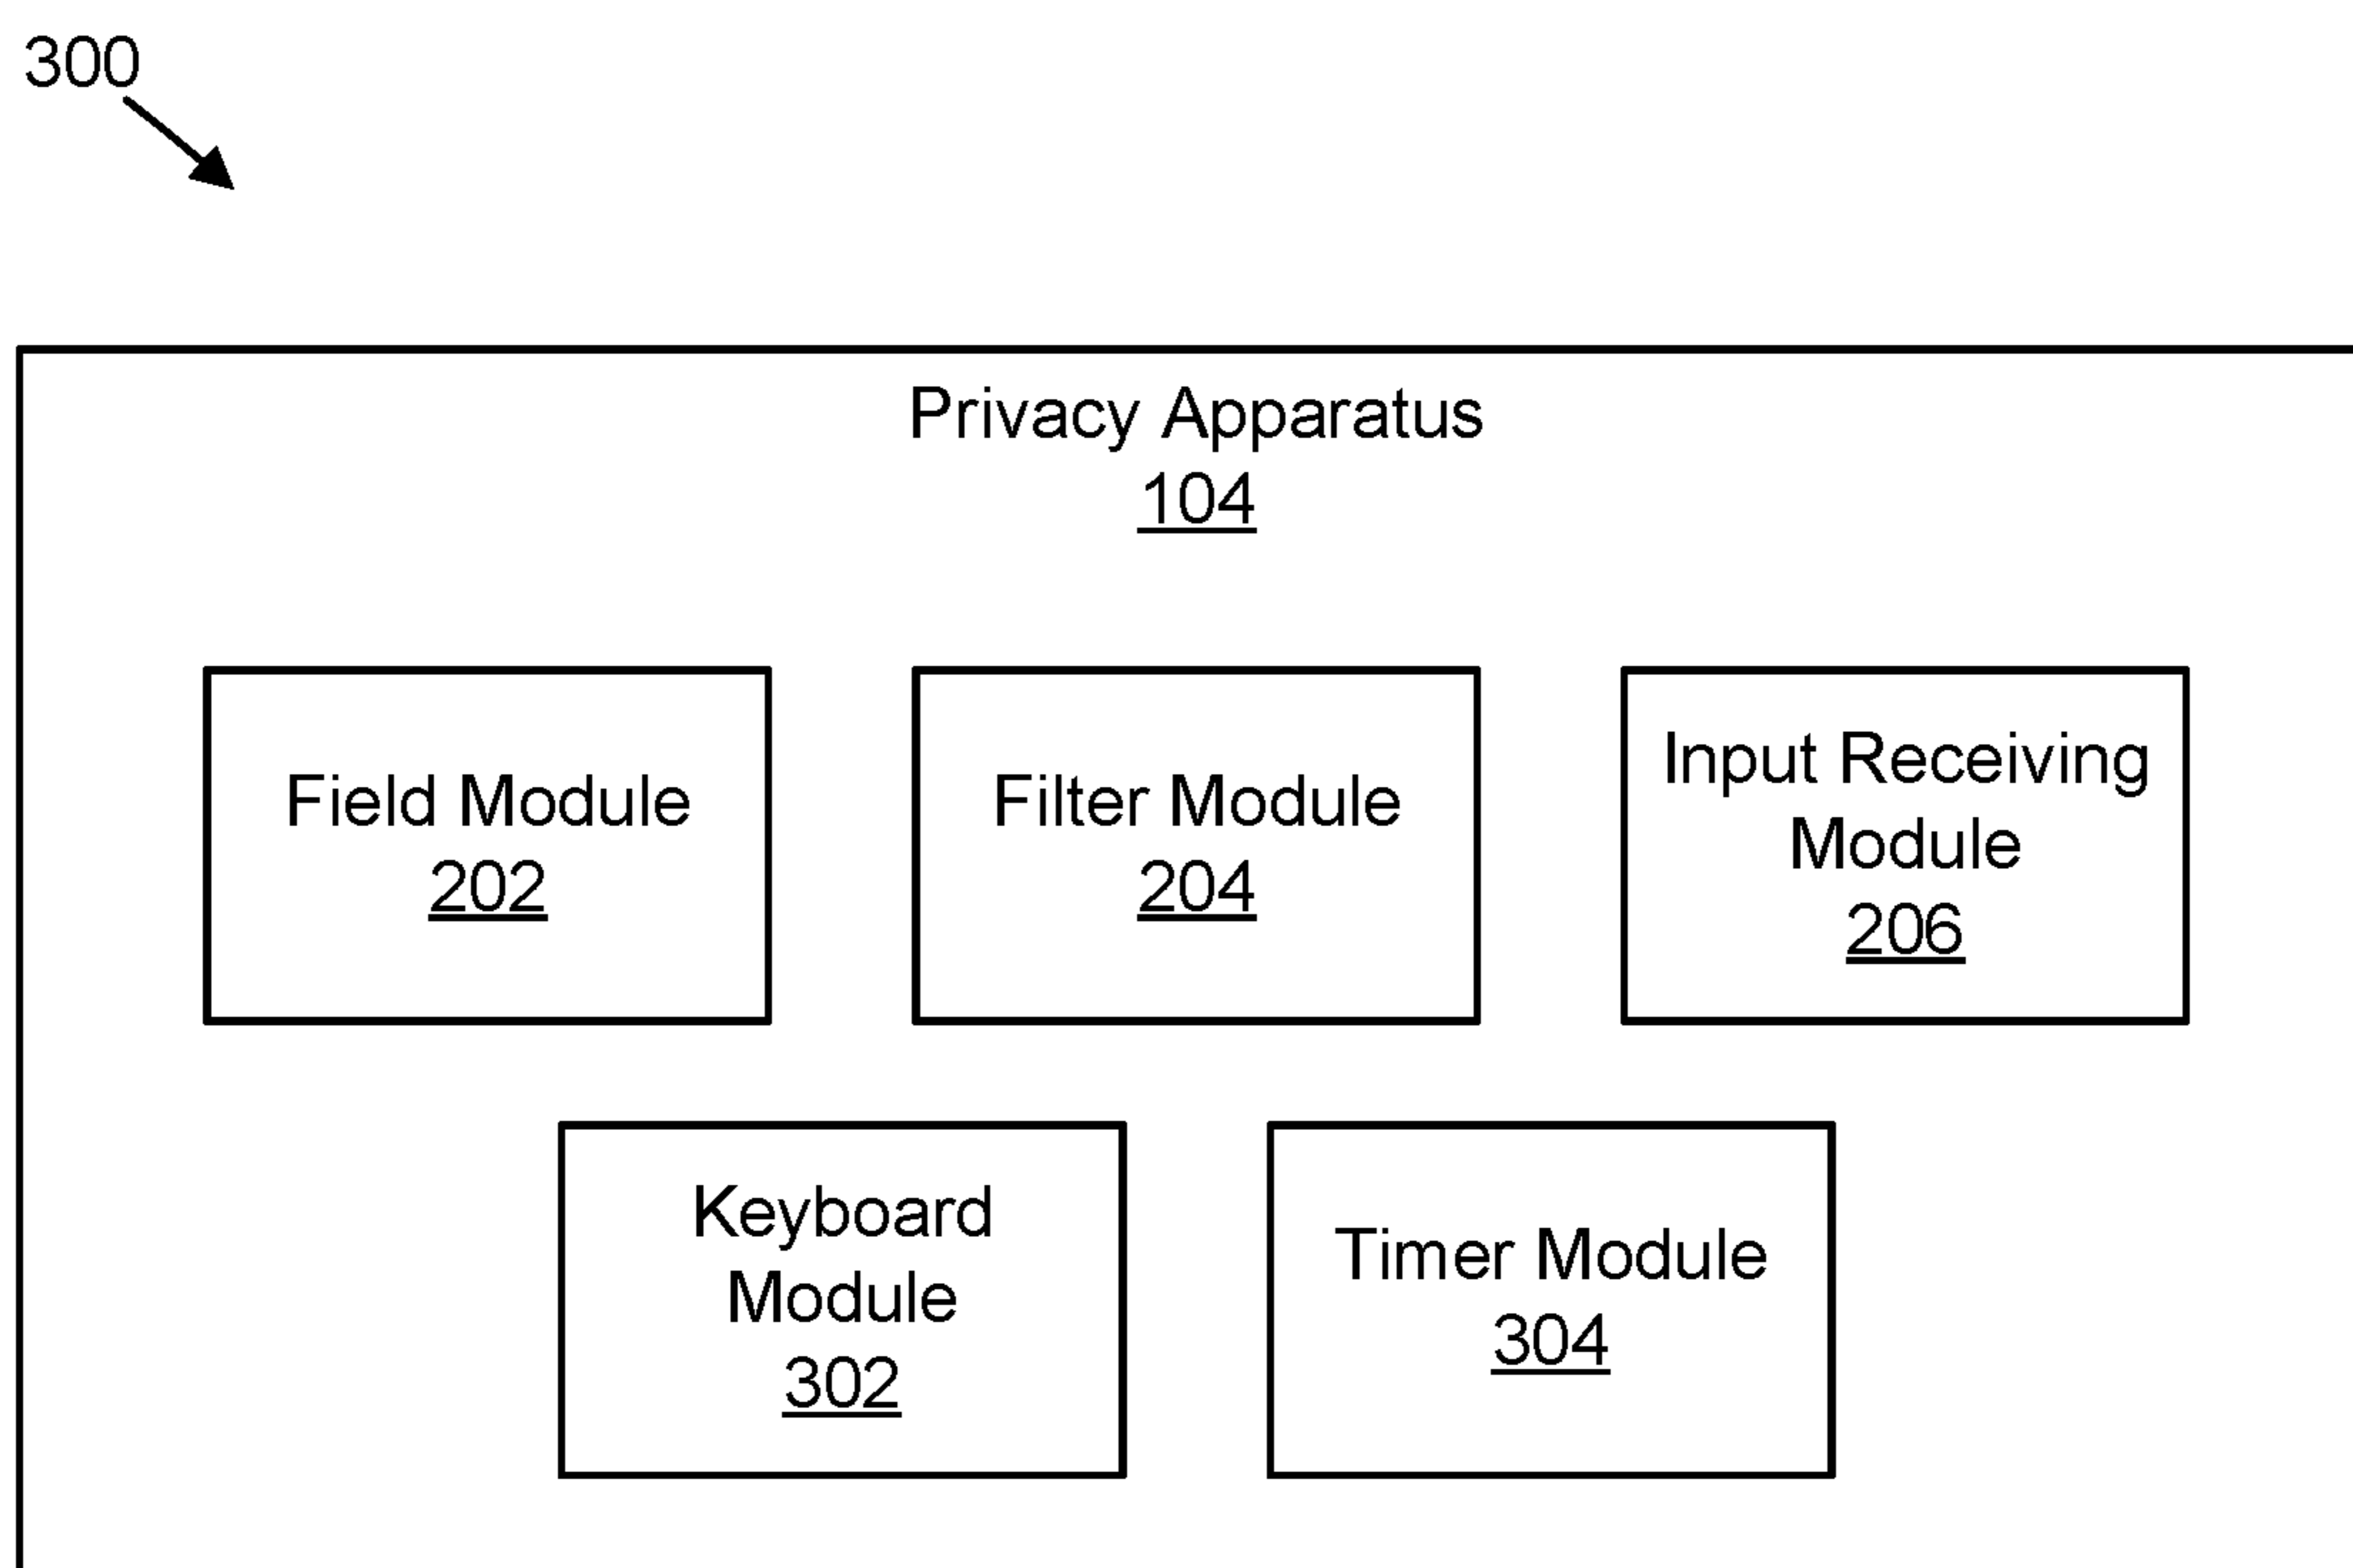 300
Privacy Apparatus
104
Field Module
202
Filter Module
204
Input Receiving
Module
206
Keyboard
Module
302
Timer Module
304